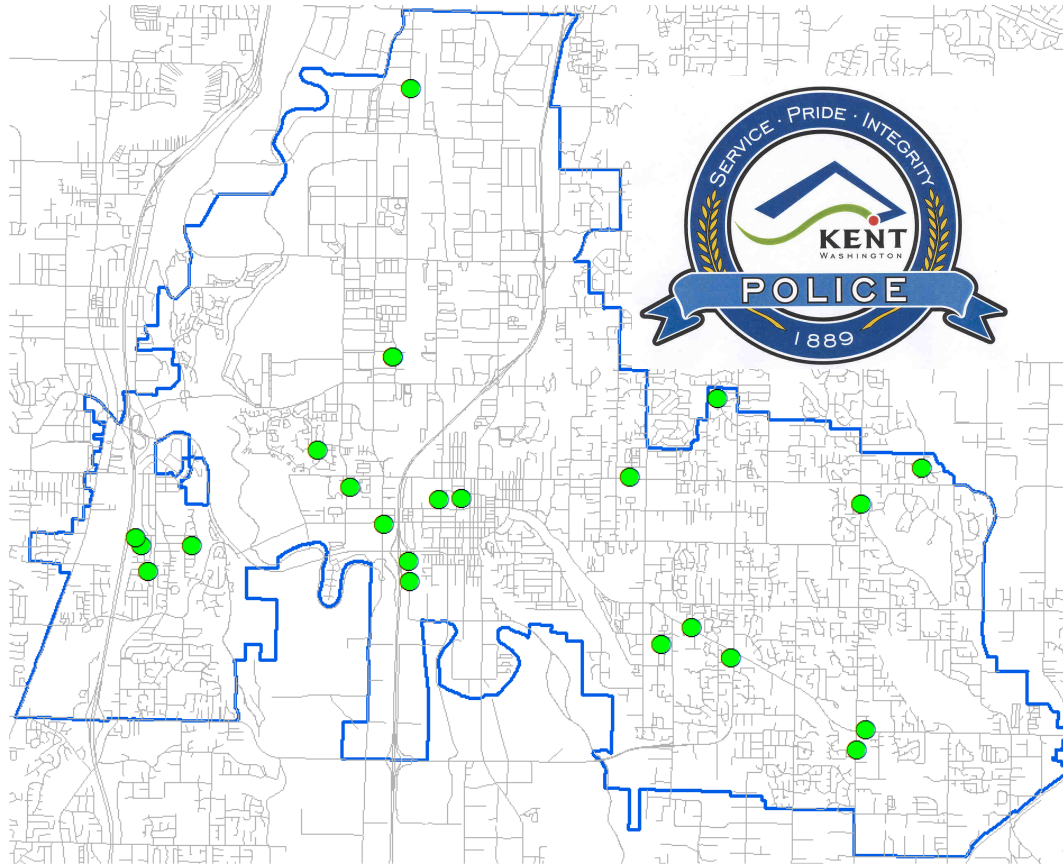 SERVICE · PRIDE · INTEGRITY
KENT
WASHINGTON
POLICE
1889